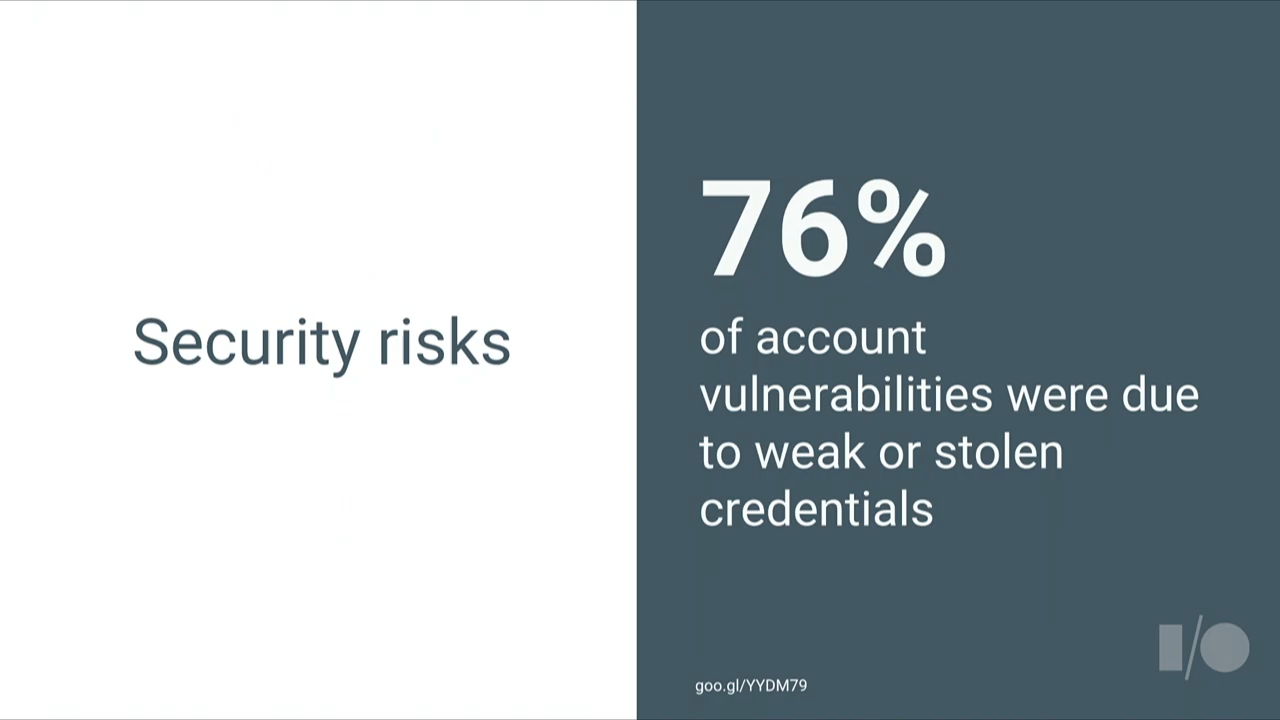 Security risks
76%
of account
vulnerabilities were due
to weak or stolen
credentials
I/O
goo.gl/YYDM79